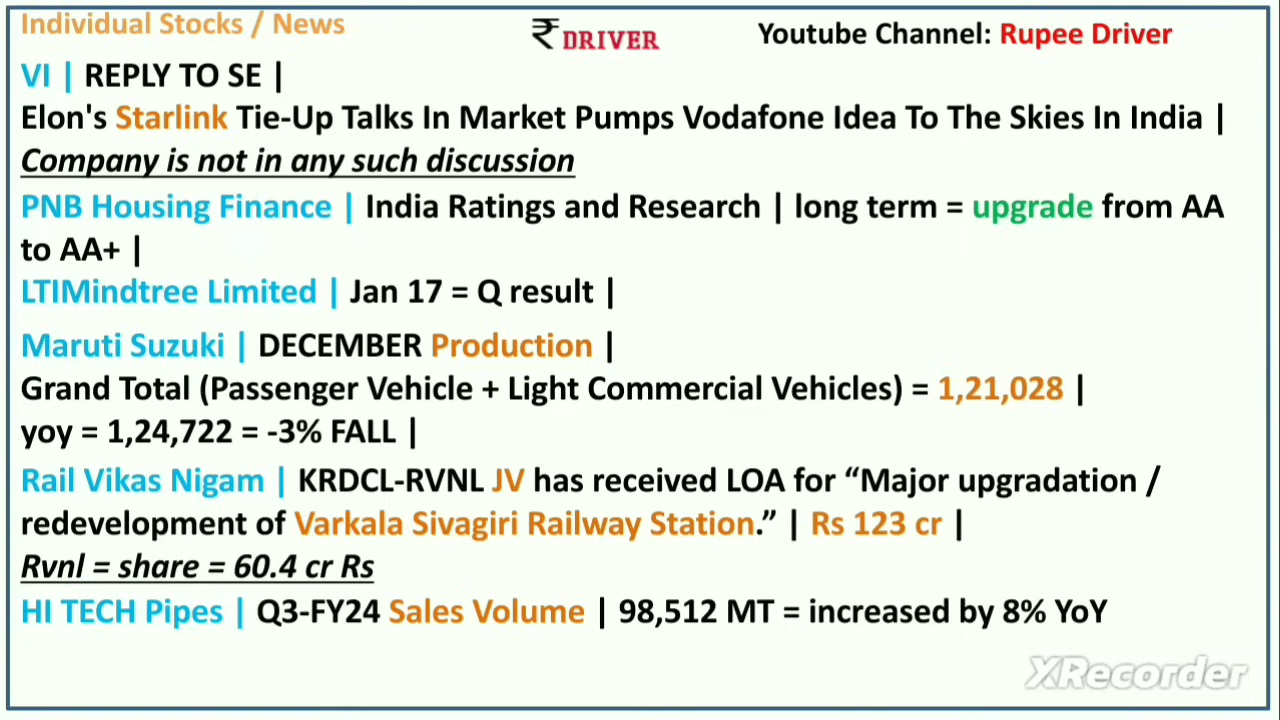 Individual Stocks / News
₹ DRIVER
Youtube Channel: Rupee Driver
VI | REPLY TO SE |
Elon's Starlink Tie-Up Talks In Market Pumps Vodafone Idea To The Skies In India |
Company is not in any such discussion
PNB Housing Finance | India Ratings and Research | long term = upgrade from AA
to AA+ |
LTIMindtree Limited | Jan 17 = Q result |
Maruti Suzuki | DECEMBER Production |
Grand Total (Passenger Vehicle + Light Commercial Vehicles) = 1,21,028 |
yoy = 1,24,722 = -3% FALL |
Rail Vikas Nigam | KRDCL-RVNL JV has received LOA for “Major upgradation /
redevelopment of Varkala Sivagiri Railway Station.” | Rs 123 cr |
Rvnl = share = 60.4 cr Rs
HI TECH Pipes | Q3-FY24 Sales Volume | 98,512 MT = increased by 8% YoY
XRecorder